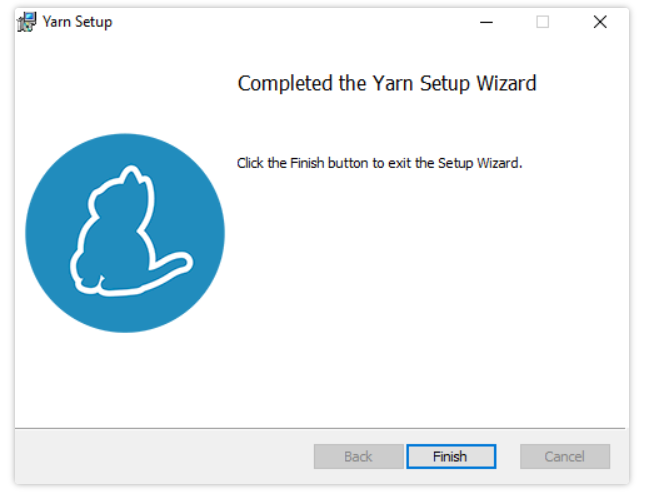 Yarn Setup
Completed the Yarn Setup Wizard
Click the Finish button to exit the Setup Wizard.
Back
Finish
Cancel